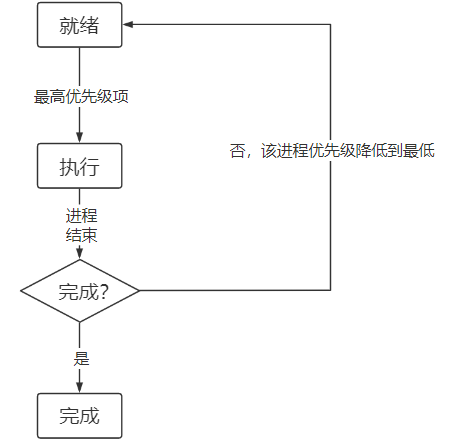 就绪
最高优先级项
否，该进程优先级降低到最低
执行
进程
结束
完成?
是
完成